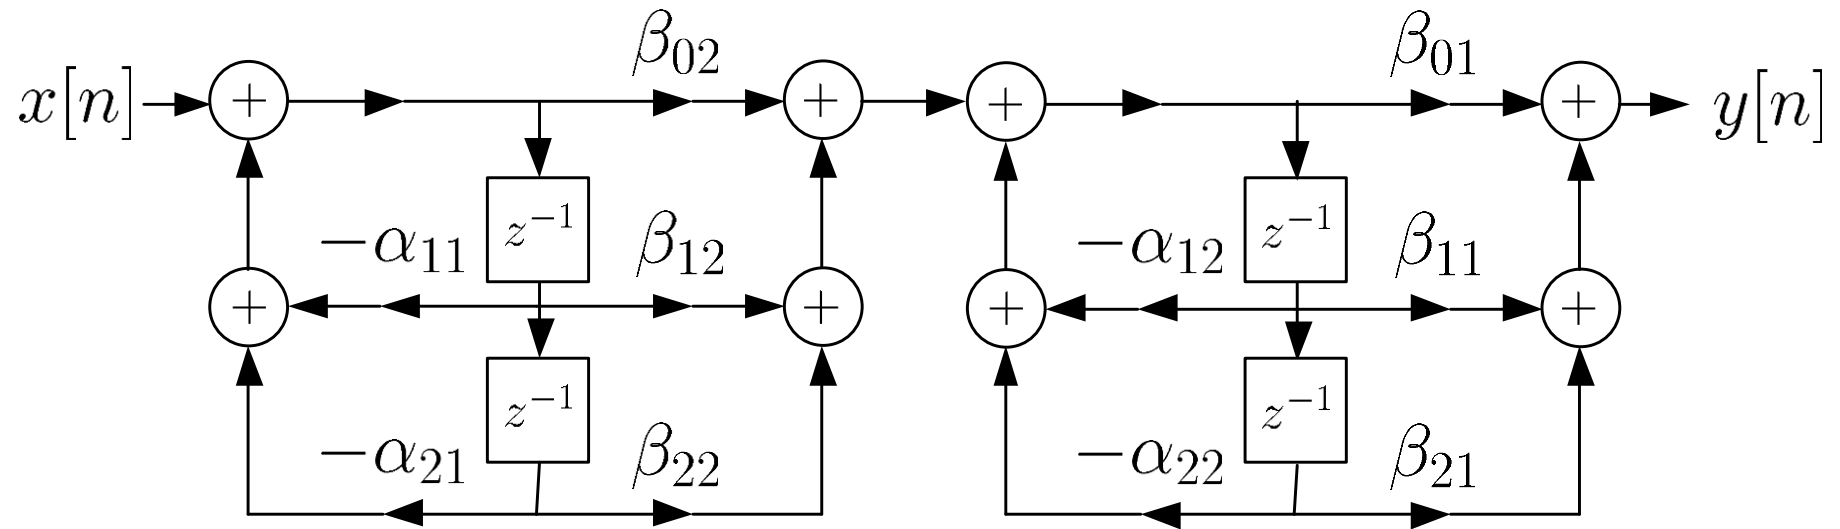 β₀₂ β₀₁
x[n] + + + + y[n]
z⁻¹ z⁻¹
−α₁₁ β₁₂ −α₁₂ β₁₁
+ + + +
z⁻¹ z⁻¹
−α₂₁ β₂₂ −α₂₂ β₂₁